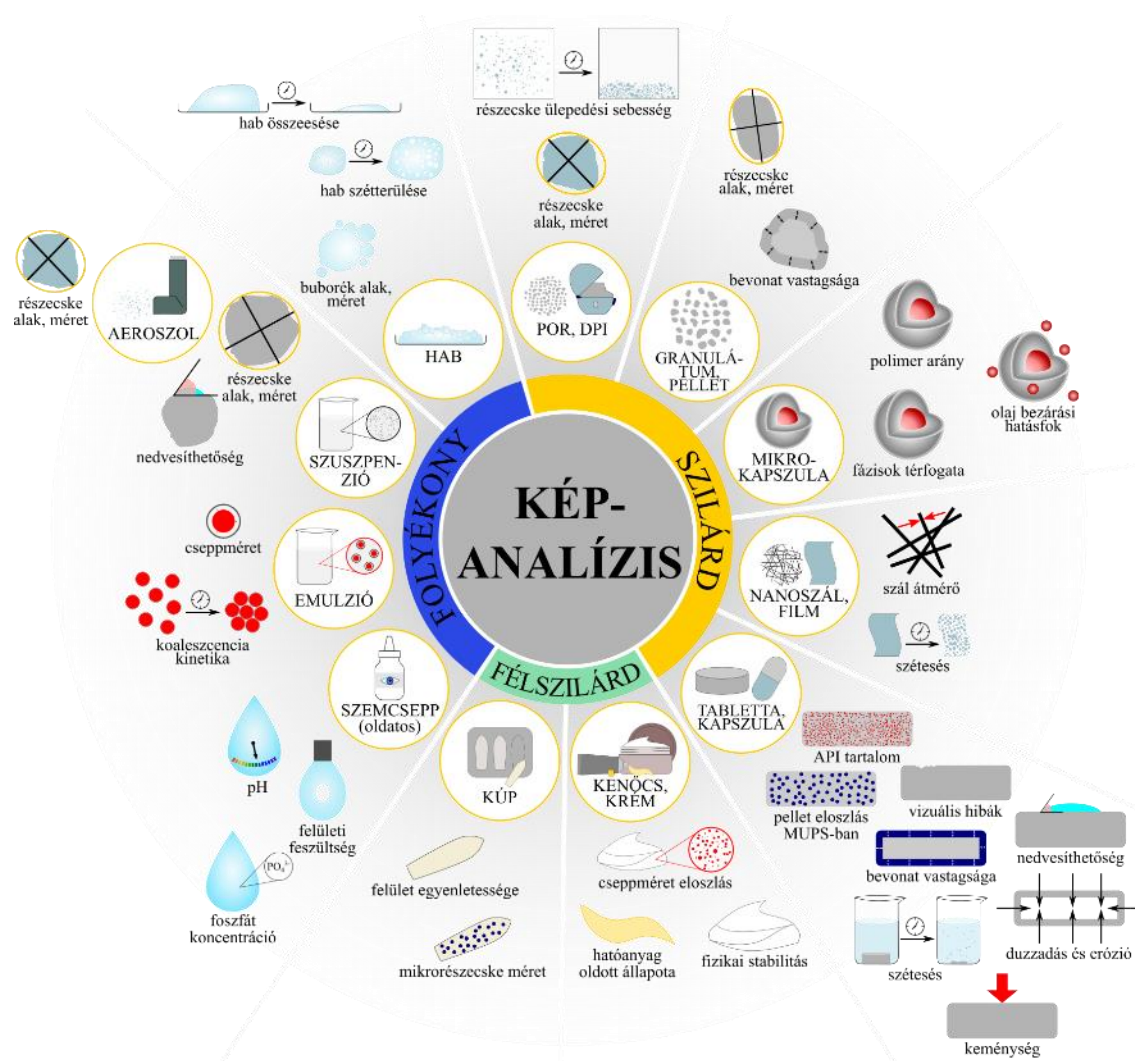 KÉP-
ANALÍZIS
FOLYÉKONY
SZILÁRD
FÉLSZILÁRD
hab összeesése
hab szétterülése
buborék alak,
méret
HAB
részecske ülepedési sebesség
részecske
alak, méret
POR, DPI
részecske
alak, méret
bevonat vastagsága
GRANULÁ-
TUM,
PELLET
polimer arány
olaj bezárási
hatásfok
fázisok térfogata
MIKRO-
KAPSZULA
szál átmérő
szétesés
NANOSZÁL,
FILM
TABLETTA,
KAPSZULA
API tartalom
pellet eloszlás
MUPS-ban
vizuális hibák
bevonat vastagsága
nedvesíthetőség
szétesés
duzzadás és erózió
keménység
KENŐCS,
KRÉM
cseppméret eloszlás
hatóanyag
oldott állapota
fizikai stabilitás
KÚP
felület egyenletessége
mikrorészecske méret
SZEMCSEPP
(oldatos)
pH
felületi
feszültség
(PO₄³⁻)
foszfát
koncentráció
EMULZIÓ
cseppméret
koaleszcencia
kinetika
SZUSZPEN-
ZIÓ
részecske
alak, méret
nedvesíthetőség
AEROSZOL
részecske
alak, méret